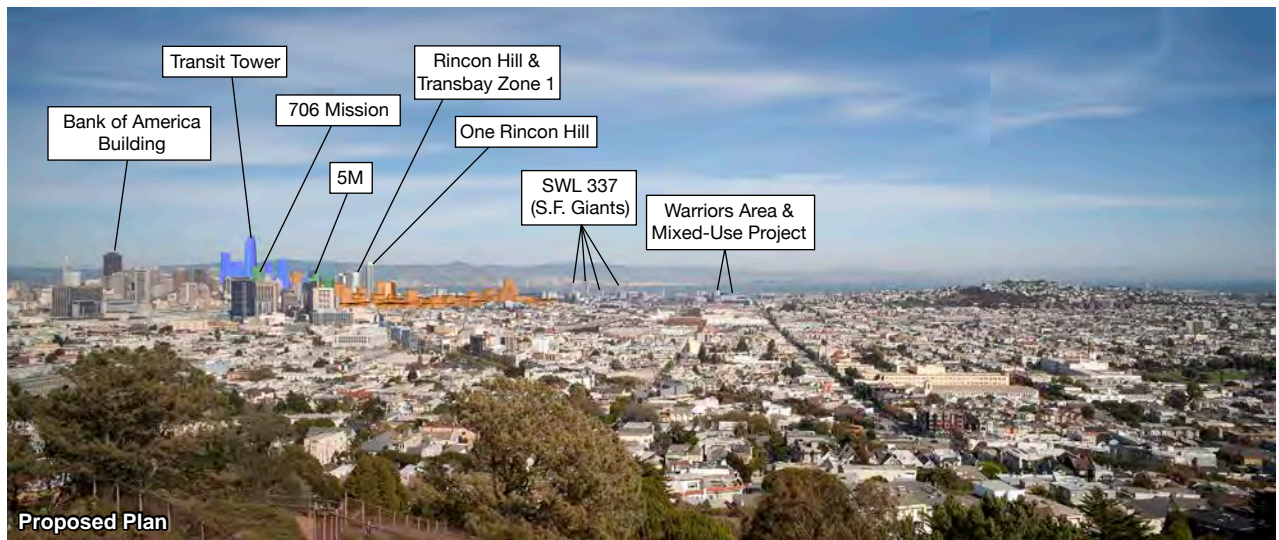 Transit Tower
Rincon Hill &
Transbay Zone 1
706 Mission
Bank of America
Building
One Rincon Hill
5M
SWL 337
(S.F. Giants)
Warriors Area &
Mixed-Use Project
Proposed Plan